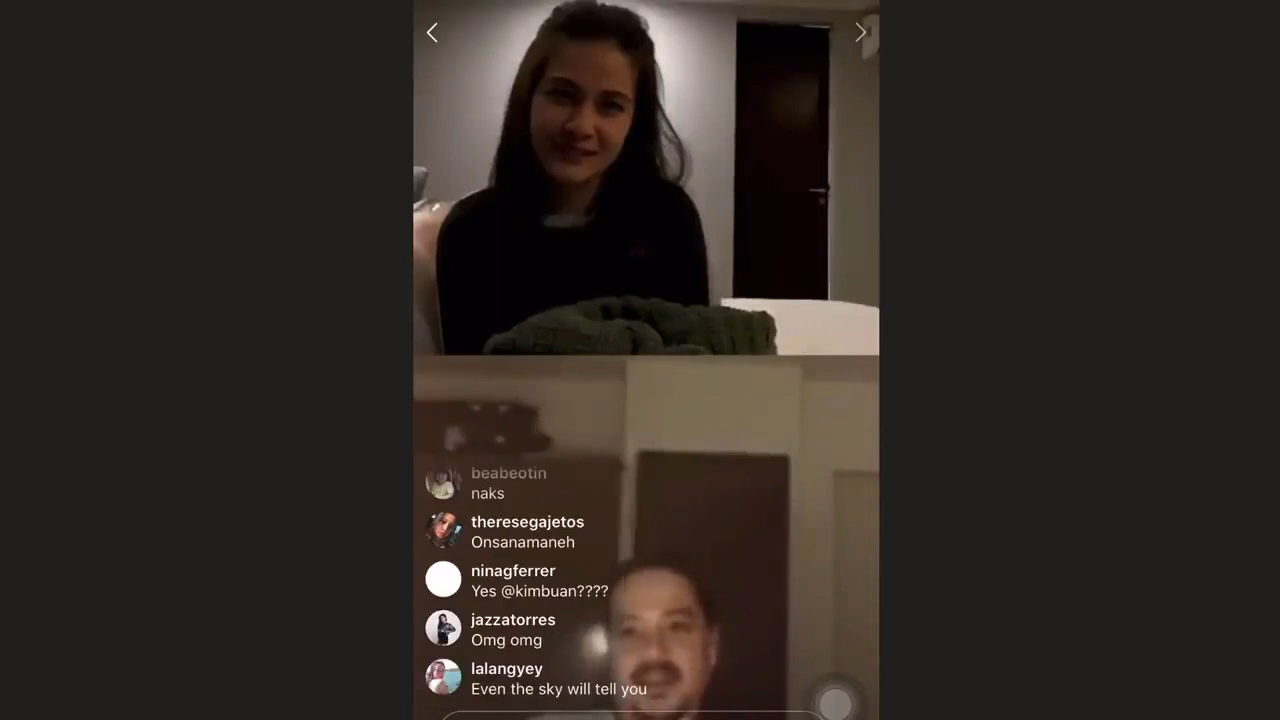 beabeotin
naks
theresegajetos
Onsanamaneh
ninagferrer
Yes @kimbuan????
jazzatorres
Omg omg
lalangyey
Even the sky will tell you